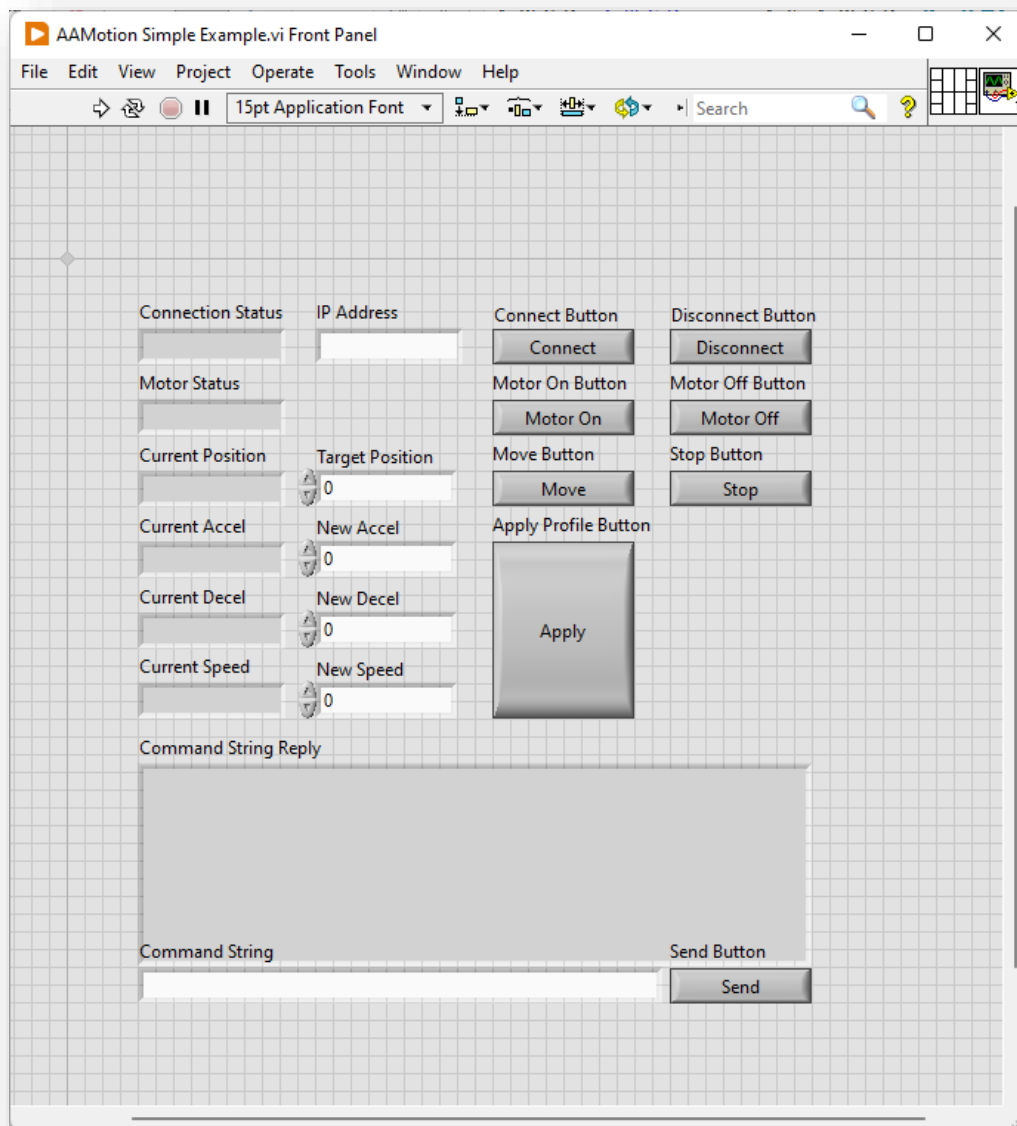 AAMotion Simple Example.vi Front Panel
File Edit View Project Operate Tools Window Help
15pt Application Font
Search
Connection Status IP Address Connect Button Disconnect Button
Connect Disconnect
Motor Status Motor On Button Motor Off Button
Motor On Motor Off
Current Position Target Position Move Button Stop Button
0 Move Stop
Current Accel New Accel Apply Profile Button
0
Current Decel New Decel
0 Apply
Current Speed New Speed
0
Command String Reply
Command String Send Button
Send